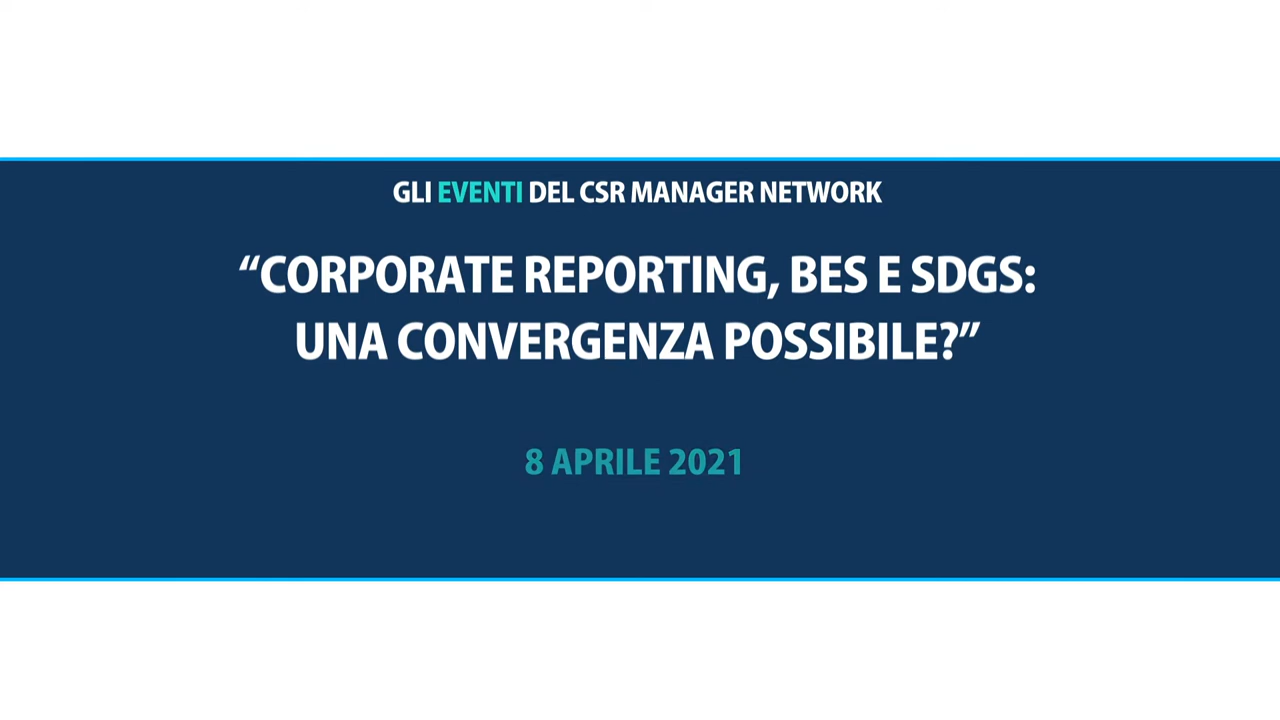 GLI EVENTI DEL CSR MANAGER NETWORK
“CORPORATE REPORTING, BES E SDGS:
UNA CONVERGENZA POSSIBILE?”
8 APRILE 2021